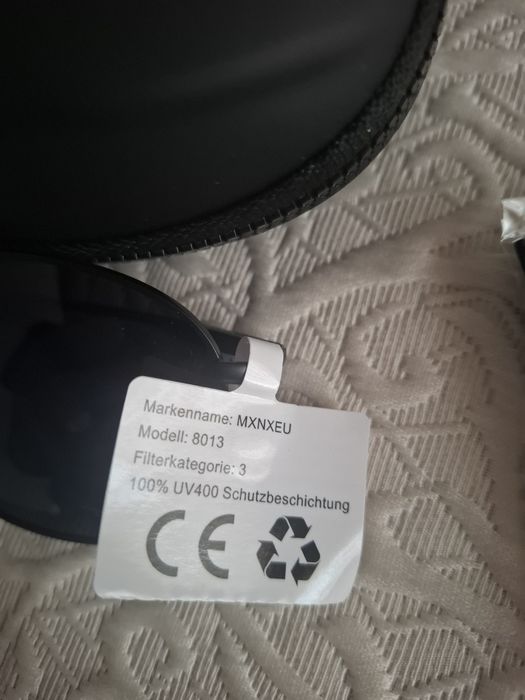 Markenname: MXNXEU
Modell: 8013
Filterkategorie: 3
100% UV400 Schutzbeschichtung
CE